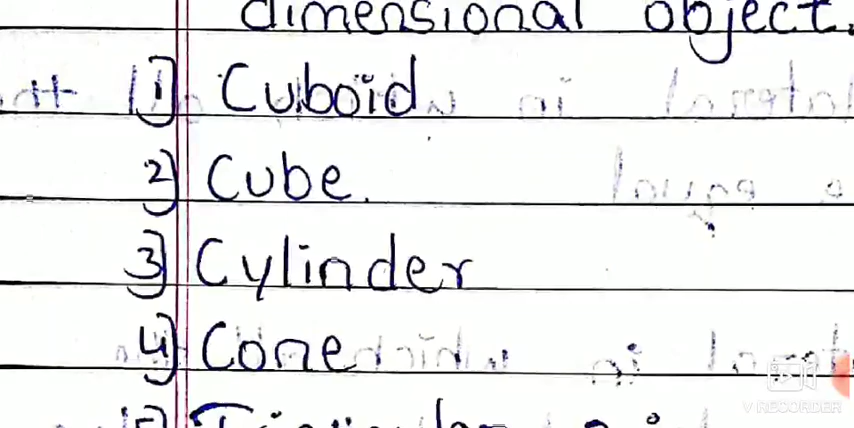 dimensional object.
1) Cuboid
2) Cube.
3) Cylinder
4) Cone
V RECORDER